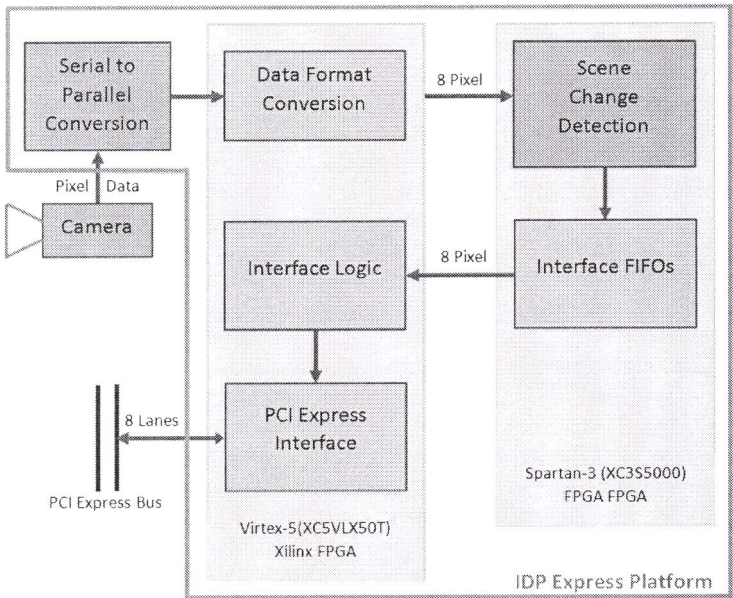 Serial to
Parallel
Conversion
Data Format
Conversion
8 Pixel
Scene
Change
Detection
Pixel Data
Camera
Interface Logic
8 Pixel
Interface FIFOs
8 Lanes
PCI Express
Interface
PCI Express Bus
Spartan-3 (XC3S5000)
FPGA FPGA
Virtex-5(XC5VLX50T)
Xilinx FPGA
IDP Express Platform